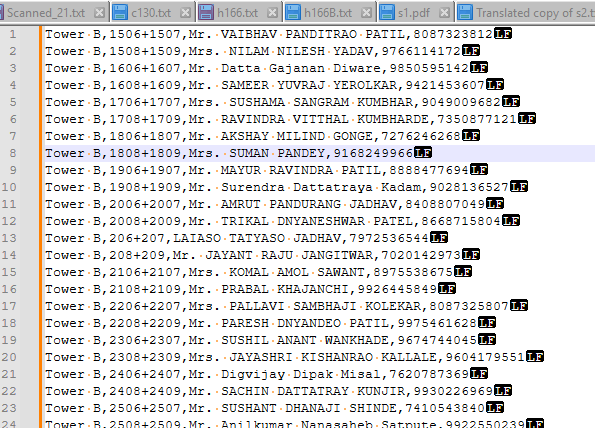 Scanned_21.txt c130.txt h166.txt h166B.txt s1.pdf Translated copy of s2.t
1 Tower B,1506+1507,Mr. VAIBHAV PANDITRAO PATIL,8087323812LF
2 Tower B,1508+1509,Mrs. NILAM NILESH YADAV,9766114172LF
3 Tower B,1606+1607,Mr. Datta Gajanan Diware,9850595142LF
4 Tower B,1608+1609,Mr. SAMEER YUVRAJ YEROLKAR,9421453607LF
5 Tower B,1706+1707,Mrs. SUSHAMA SANGRAM KUMBHAR,9049009682LF
6 Tower B,1708+1709,Mr. RAVINDRA VITTHAL KUMBHARDE,7350877121LF
7 Tower B,1806+1807,Mr. AKSHAY MILIND GONGE,7276246268LF
8 Tower B,1808+1809,Mrs. SUMAN PANDEY,9168249966LF
9 Tower B,1906+1907,Mr. MAYUR RAVINDRA PATIL,8888477694LF
10 Tower B,1908+1909,Mr. Surendra Dattatraya Kadam,9028136527LF
11 Tower B,2006+2007,Mr. AMRUT PANDURANG JADHAV,8408807049LF
12 Tower B,2008+2009,Mr. TRIKAL DNYANESHWAR PATEL,8668715804LF
13 Tower B,206+207,LAIASO TATYASO JADHAV,7972536544LF
14 Tower B,208+209,Mr. JAYANT RAJU JANGITWAR,7020142973LF
15 Tower B,2106+2107,Mrs. KOMAL AMOL SAWANT,8975538675LF
16 Tower B,2108+2109,Mr. PRABAL KHAJANCHI,9926445849LF
17 Tower B,2206+2207,Mrs. PALLAVI SAMBHAJI KOLEKAR,8087325807LF
18 Tower B,2208+2209,Mr. PARESH DNYANDEO PATIL,9975461628LF
19 Tower B,2306+2307,Mr. SUSHIL ANANT WANKHADE,9674744045LF
20 Tower B,2308+2309,Mrs. JAYASHRI KISHANRAO KALLALE,9604179551LF
21 Tower B,2406+2407,Mr. Digvijay Dipak Misal,7620787369LF
22 Tower B,2408+2409,Mr. SACHIN DATTATRAY KUNJIR,9930226969LF
23 Tower B,2506+2507,Mr. SUSHANT DHANAJI SHINDE,7410543840LF
24 Tower B,2508+2509,Mr. Anilkumar Nanasaheb Satpute,9922550239LF